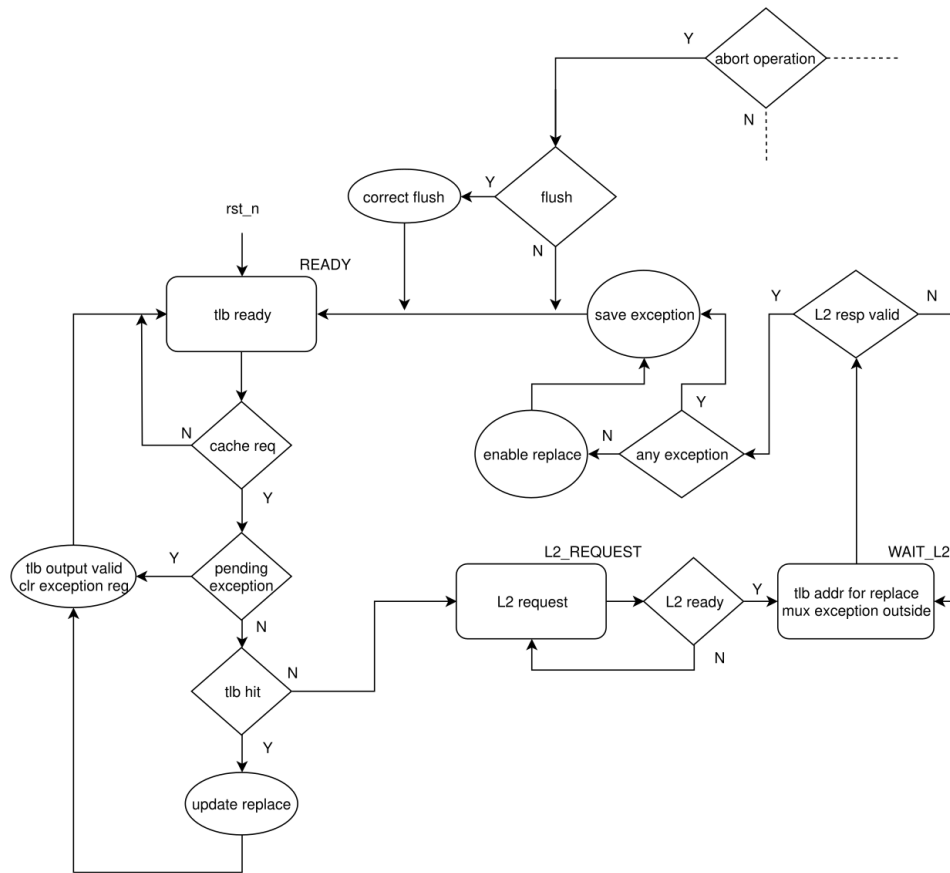 Y
abort operation
N
correct flush
Y
flush
rst_n
N
READY
tlb ready
save exception
Y
L2 resp valid
N
N
cache req
Y
enable replace
N
any exception
Y
L2_REQUEST
WAIT_L2
tlb output valid
clr exception req
Y
pending
exception
L2 request
L2 ready
Y
tlb addr for replace
mux exception outside
N
N
N
tlb hit
Y
update replace